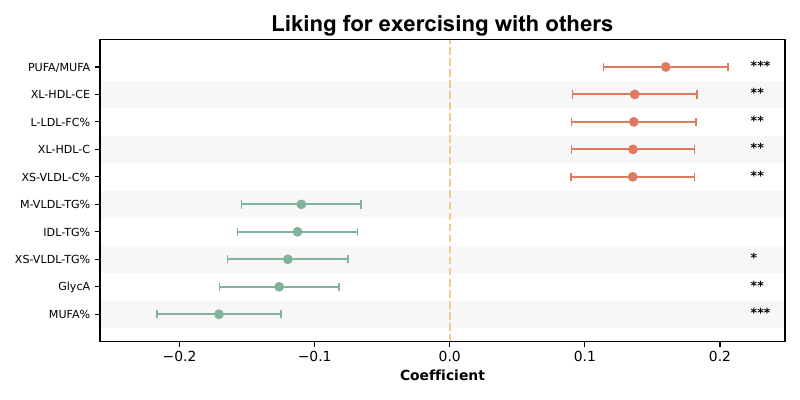 Liking for exercising with others
PUFA/MUFA ***
XL-HDL-CE **
L-LDL-FC% **
XL-HDL-C **
XS-VLDL-C% **
M-VLDL-TG%
IDL-TG%
XS-VLDL-TG% *
GlycA **
MUFA% ***
−0.2 −0.1 0.0 0.1 0.2
Coefficient